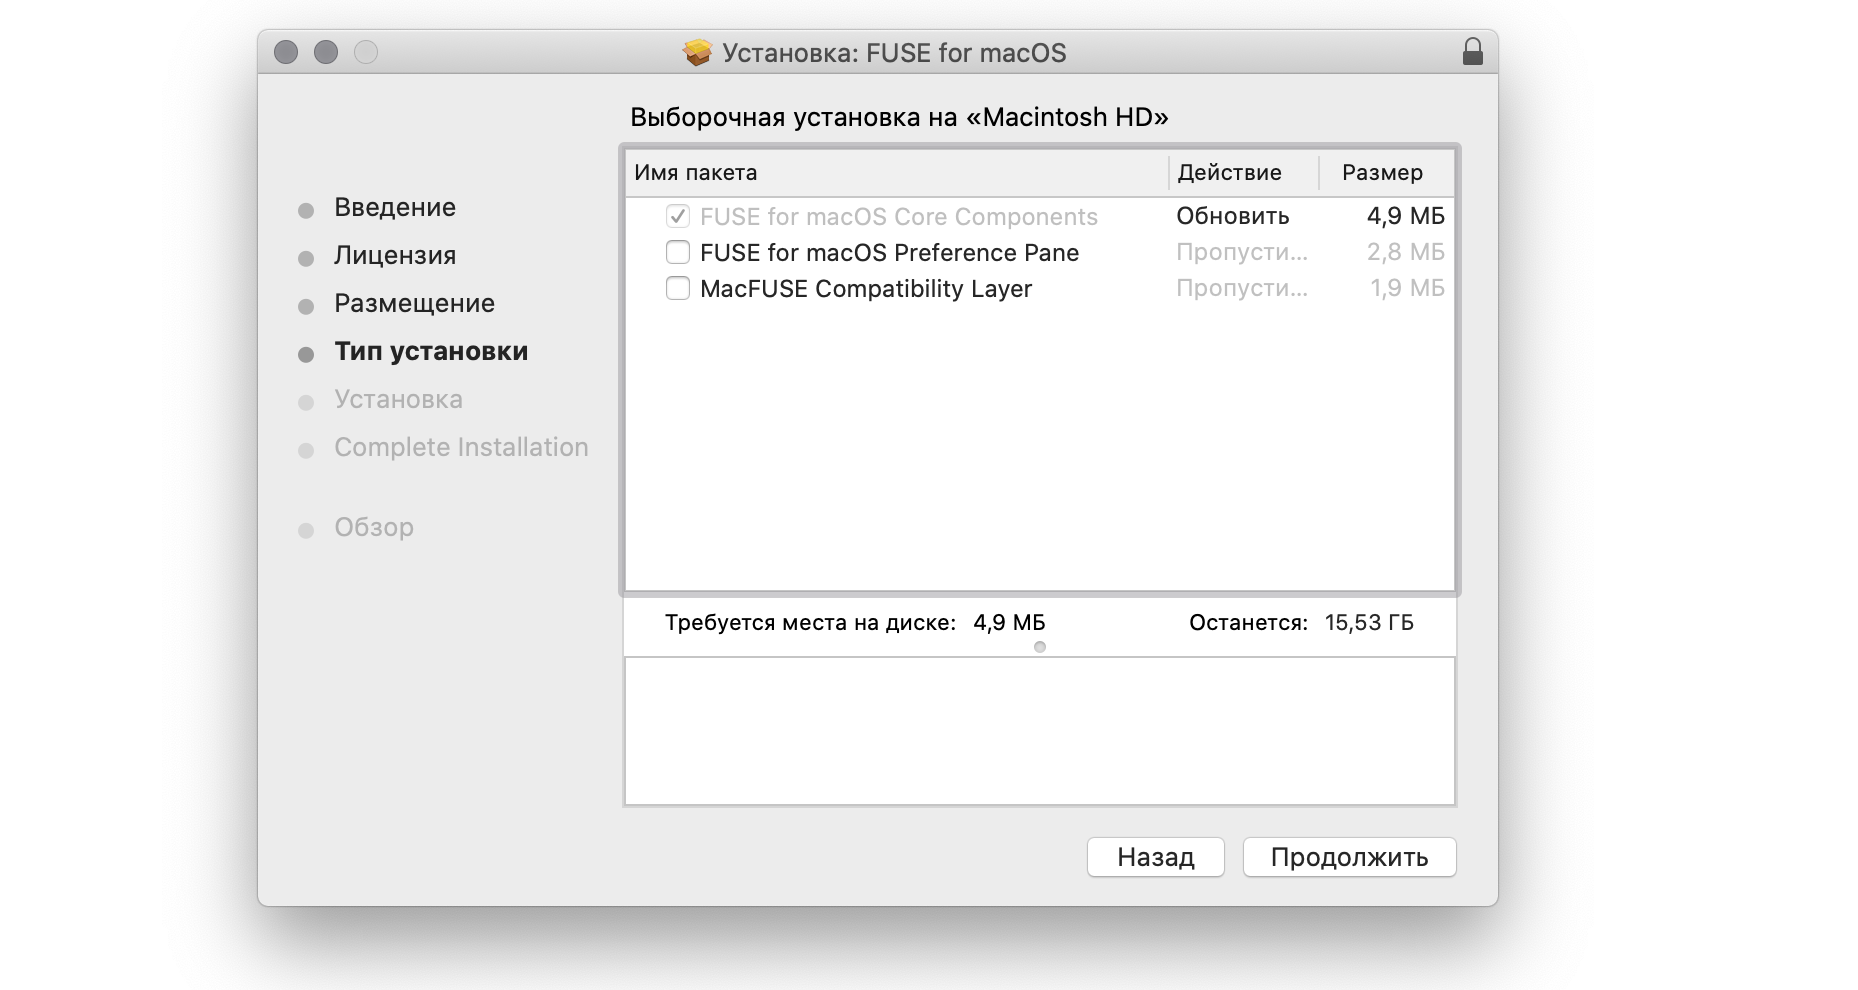 Установка: FUSE for macOS
Выборочная установка на «Macintosh HD»
Введение
Лицензия
Размещение
Тип установки
Установка
Complete Installation
Обзор
Имя пакета Действие Размер
FUSE for macOS Core Components Обновить 4,9 МБ
FUSE for macOS Preference Pane Пропусти... 2,8 МБ
MacFUSE Compatibility Layer Пропусти... 1,9 МБ
Требуется места на диске: 4,9 МБ Останется: 15,53 ГБ
Назад Продолжить